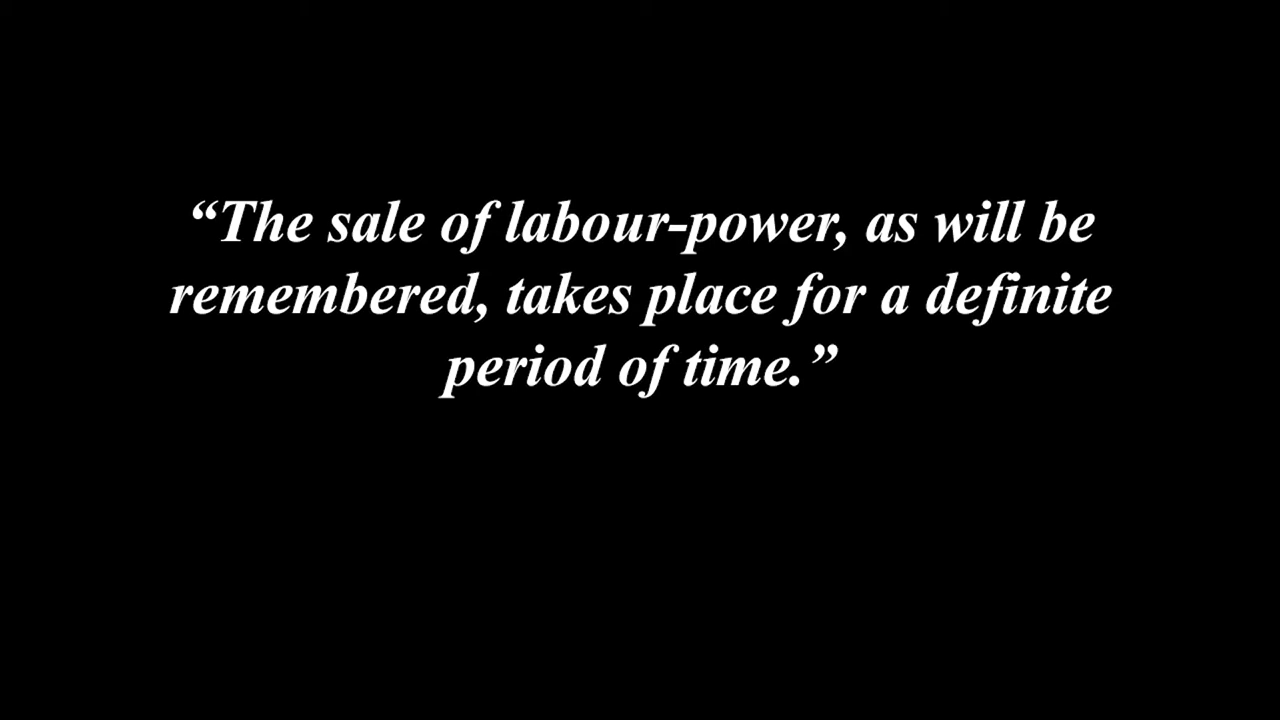 “The sale of labour-power, as will be
remembered, takes place for a definite
period of time.”